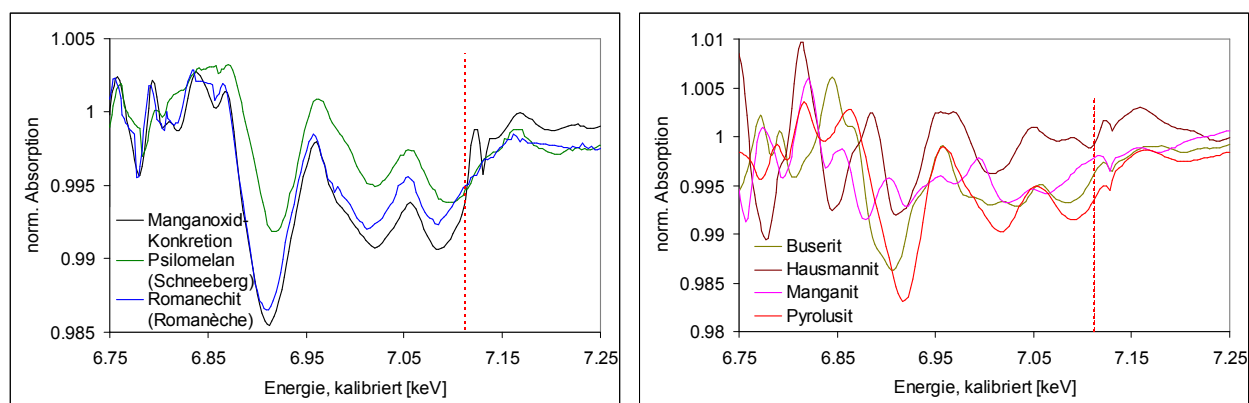 1.005
1
0.995
0.99
0.985
norm. Absorption
Manganoxid-
Konkretion
Psilomelan
(Schneeberg)
Romanechit
(Romanèche)
6.75 6.85 6.95 7.05 7.15 7.25
Energie, kalibriert [keV]
1.01
1.005
1
0.995
0.99
0.985
0.98
norm. Absorption
Buserit
Hausmannit
Manganit
Pyrolusit
6.75 6.85 6.95 7.05 7.15 7.25
Energie, kalibriert [keV]